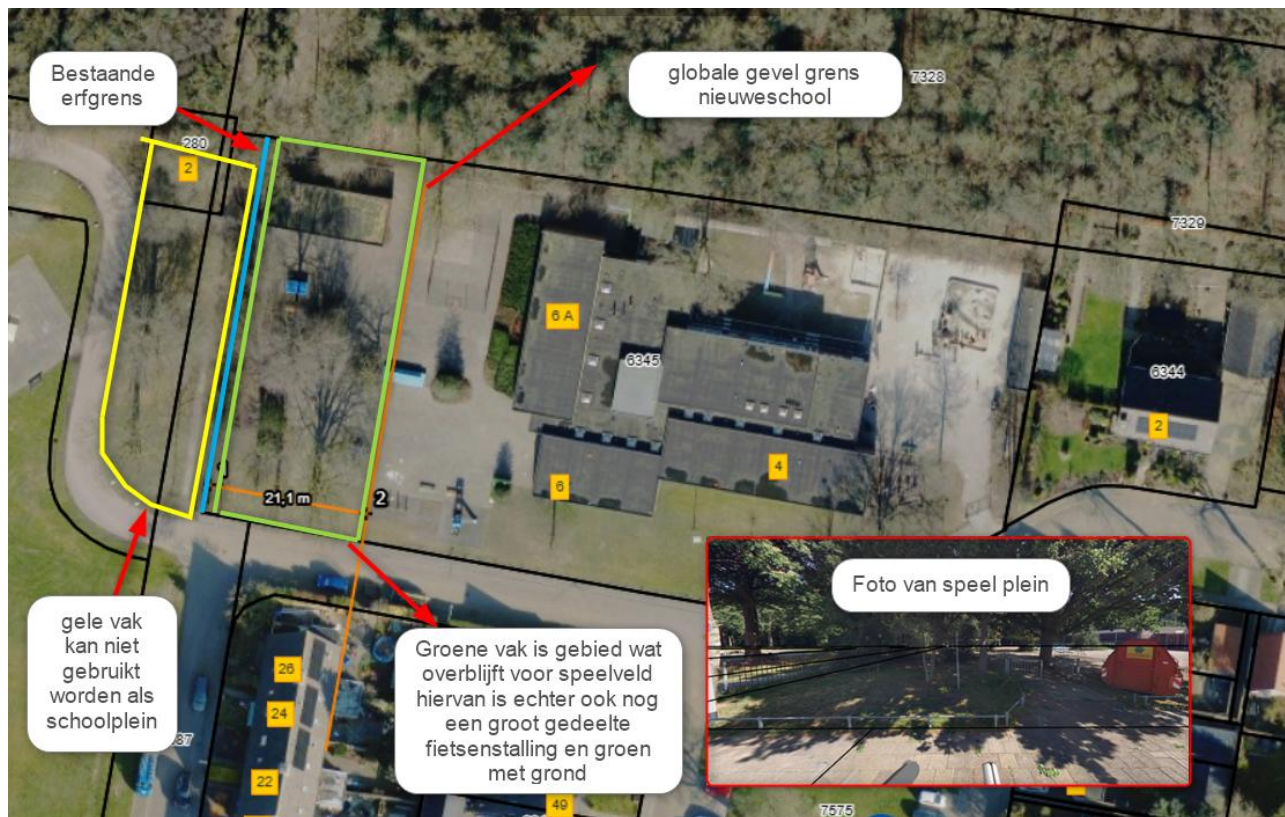 Bestaande
erfgrens
globale gevel grens
nieuweschool
7328
280
2
7329
6 A
6345
6344
2
4
6
21,1 m
2
Foto van speel plein
gele vak
kan niet
gebruikt
worden als
schoolplein
Groene vak is gebied wat
overblijft voor speelveld
hiervan is echter ook nog
een groot gedeelte
fietsenstalling en groen
met grond
26
24
22
87
49
7575